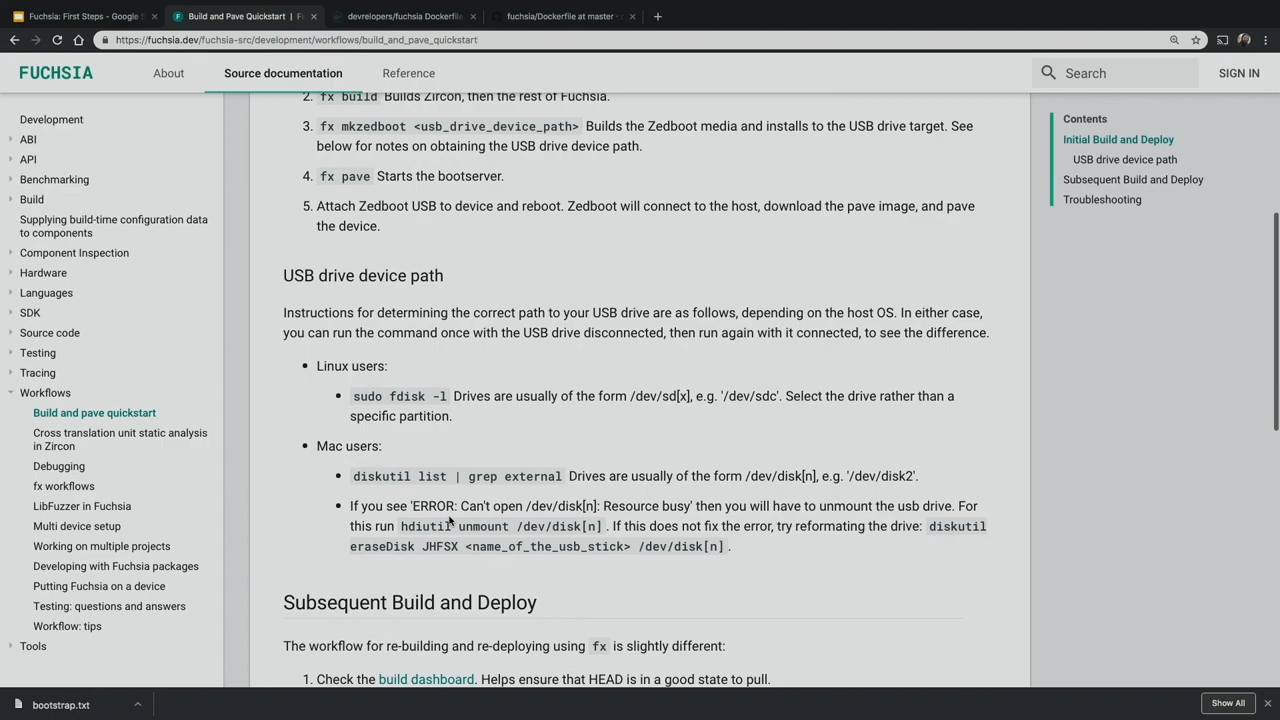 Fuchsia: First Steps - Google S
Build and Pave Quickstart | F
devrelopers/fuchsia Dockerfile
fuchsia/Dockerfile at master ·
https://fuchsia.dev/fuchsia-src/development/workflows/build_and_pave_quickstart
FUCHSIA
About
Source documentation
Reference
Search
SIGN IN
Development
ABI
API
Benchmarking
Build
Supplying build-time configuration data
to components
Component Inspection
Hardware
Languages
SDK
Source code
Testing
Tracing
Workflows
Build and pave quickstart
Cross translation unit static analysis
in Zircon
Debugging
fx workflows
LibFuzzer in Fuchsia
Multi device setup
Working on multiple projects
Developing with Fuchsia packages
Putting Fuchsia on a device
Testing: questions and answers
Workflow: tips
Tools
2. fx build Builds Zircon, then the rest of Fuchsia.
3. fx mkzedboot <usb_drive_device_path> Builds the Zedboot media and installs to the USB drive target. See
below for notes on obtaining the USB drive device path.
4. fx pave Starts the bootserver.
5. Attach Zedboot USB to device and reboot. Zedboot will connect to the host, download the pave image, and pave
the device.
USB drive device path
Instructions for determining the correct path to your USB drive are as follows, depending on the host OS. In either case,
you can run the command once with the USB drive disconnected, then run again with it connected, to see the difference.
• Linux users:
• sudo fdisk -l Drives are usually of the form /dev/sd[x], e.g. '/dev/sdc'. Select the drive rather than a
specific partition.
• Mac users:
• diskutil list | grep external Drives are usually of the form /dev/disk[n], e.g. '/dev/disk2'.
• If you see 'ERROR: Can't open /dev/disk[n]: Resource busy' then you will have to unmount the usb drive. For
this run hdiutil unmount /dev/disk[n] . If this does not fix the error, try reformating the drive: diskutil
eraseDisk JHFSX <name_of_the_usb_stick> /dev/disk[n] .
Subsequent Build and Deploy
The workflow for re-building and re-deploying using fx is slightly different:
1. Check the build dashboard. Helps ensure that HEAD is in a good state to pull.
Contents
Initial Build and Deploy
USB drive device path
Subsequent Build and Deploy
Troubleshooting
bootstrap.txt
Show All